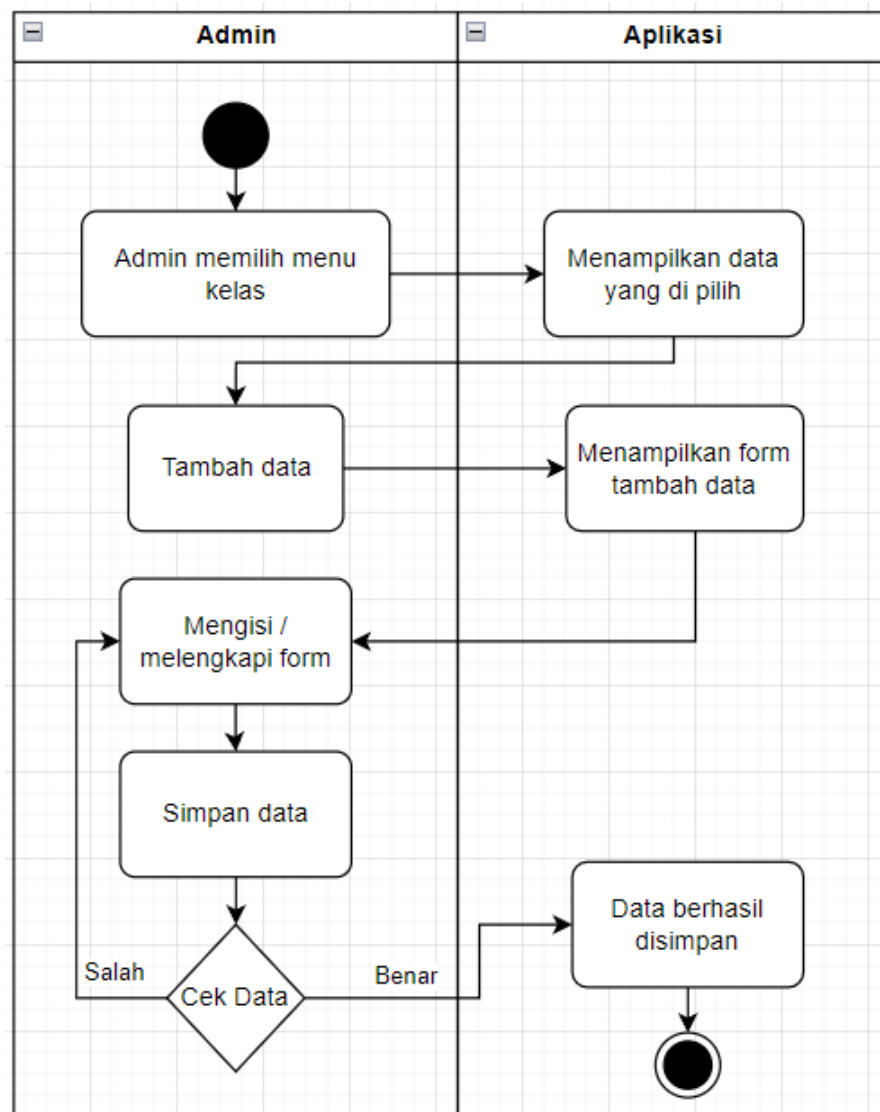 Admin
Aplikasi
Admin memilih menu
kelas
Menampilkan data
yang di pilih
Tambah data
Menampilkan form
tambah data
Mengisi /
melengkapi form
Simpan data
Data berhasil
disimpan
Salah
Cek Data
Benar